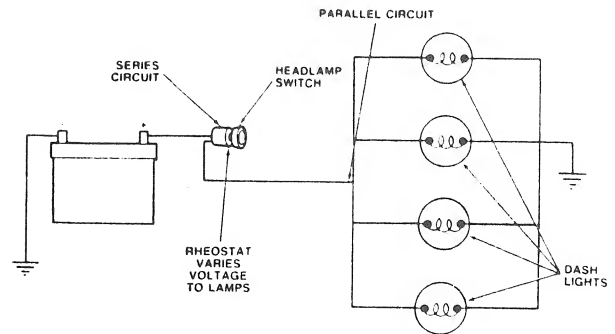 PARALLEL CIRCUIT
SERIES
CIRCUIT
HEADLAMP
SWITCH
RHEOSTAT
VARIES
VOLTAGE
TO LAMPS
DASH
LIGHTS